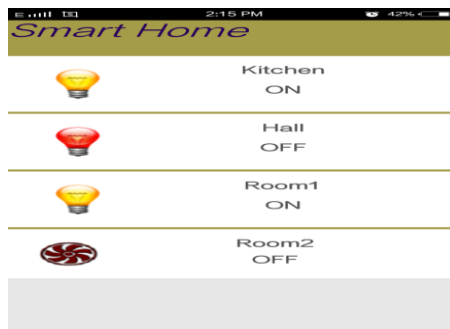 2:15 PM
42%
Smart Home
Kitchen
ON
Hall
OFF
Room1
ON
Room2
OFF